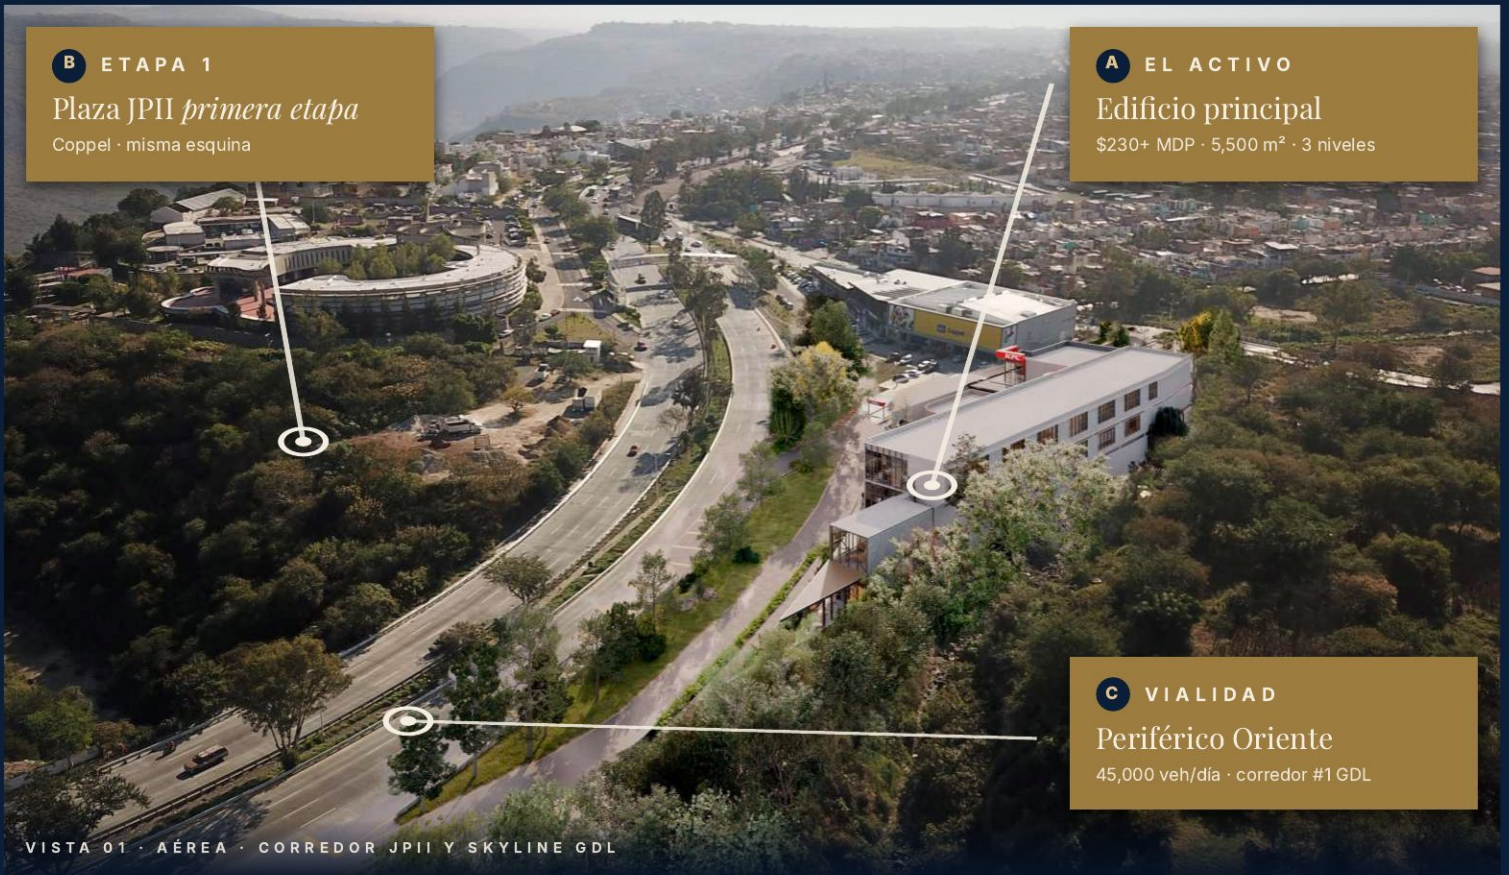 B ETAPA 1
Plaza JPII primera etapa
Coppel · misma esquina
A EL ACTIVO
Edificio principal
$230+ MDP · 5,500 m² · 3 niveles
KFC
C VIALIDAD
Periférico Oriente
45,000 veh/día · corredor #1 GDL
VISTA 01 · AÉREA · CORREDOR JPII Y SKYLINE GDL